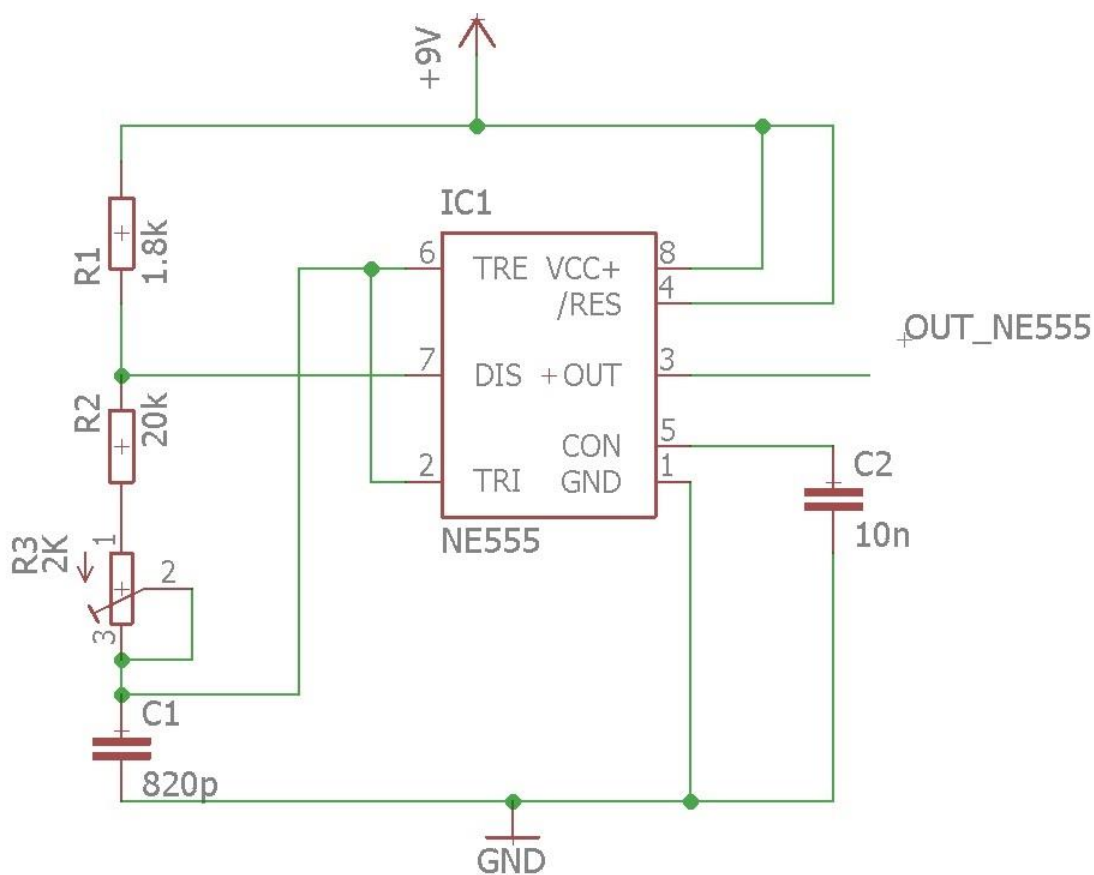 +9V
IC1
R1
1.8k
6 TRE VCC+ 8
/RES 4
OUT_NE555
7 DIS OUT 3
R2
20k
CON 5
2 TRI GND 1
C2
10n
NE555
R3
2K
1
2
3
C1
820p
GND